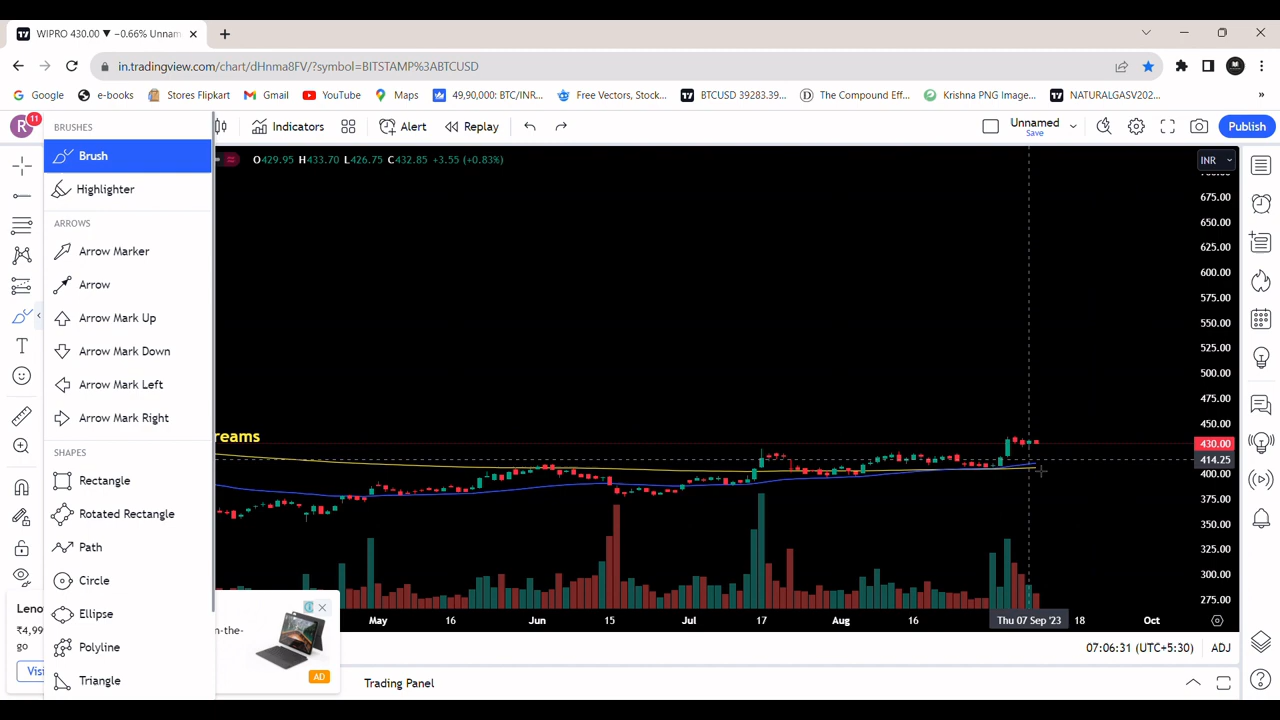 WIPRO 430.00 ▼ −0.66% Unnam
in.tradingview.com/chart/dHnma8FV/?symbol=BITSTAMP%3ABTCUSD
Google e-books Stores Flipkart Gmail YouTube Maps 49,90,000: BTC/INR... Free Vectors, Stock... BTCUSD 39283.39... The Compound Eff... Krishna PNG Image... NATURALGASV2O2... »
R 11 Indicators Alert Replay Unnamed Save Publish
BRUSHES
Brush
Highlighter
ARROWS
Arrow Marker
Arrow
Arrow Mark Up
Arrow Mark Down
Arrow Mark Left
Arrow Mark Right
SHAPES
Rectangle
Rotated Rectangle
Path
Circle
Ellipse
Polyline
Triangle
O429.95 H433.70 L426.75 C432.85 +3.55 (+0.83%)
INR
675.00
650.00
625.00
600.00
575.00
550.00
525.00
500.00
475.00
450.00
430.00
414.25
400.00
375.00
350.00
325.00
300.00
275.00
reams
May 16 Jun 15 Jul 17 Aug 16 Thu 07 Sep '23 18 Oct
Leno
₹4,99
go
n-the-
Visi
AD
07:06:31 (UTC+5:30) ADJ
Trading Panel